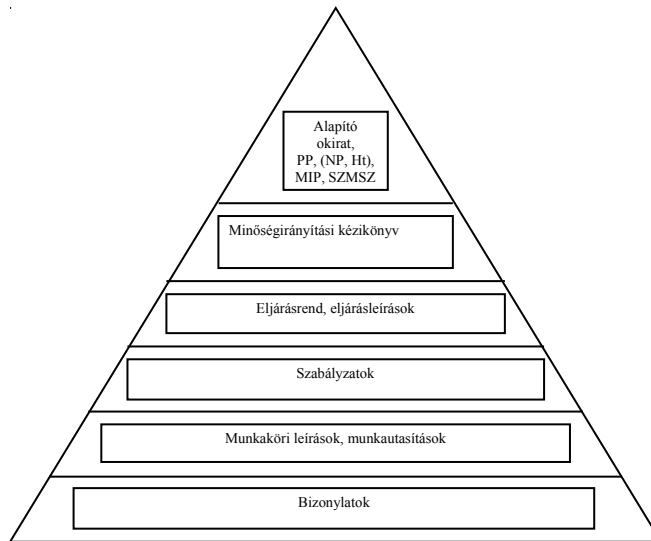 Alapító
okirat,
PP, (NP, Ht),
MIP, SZMSZ
Minőségirányítási kézikönyv
Eljárásrend, eljárásleírások
Szabályzatok
Munkaköri leírások, munkautasítások
Bizonylatok